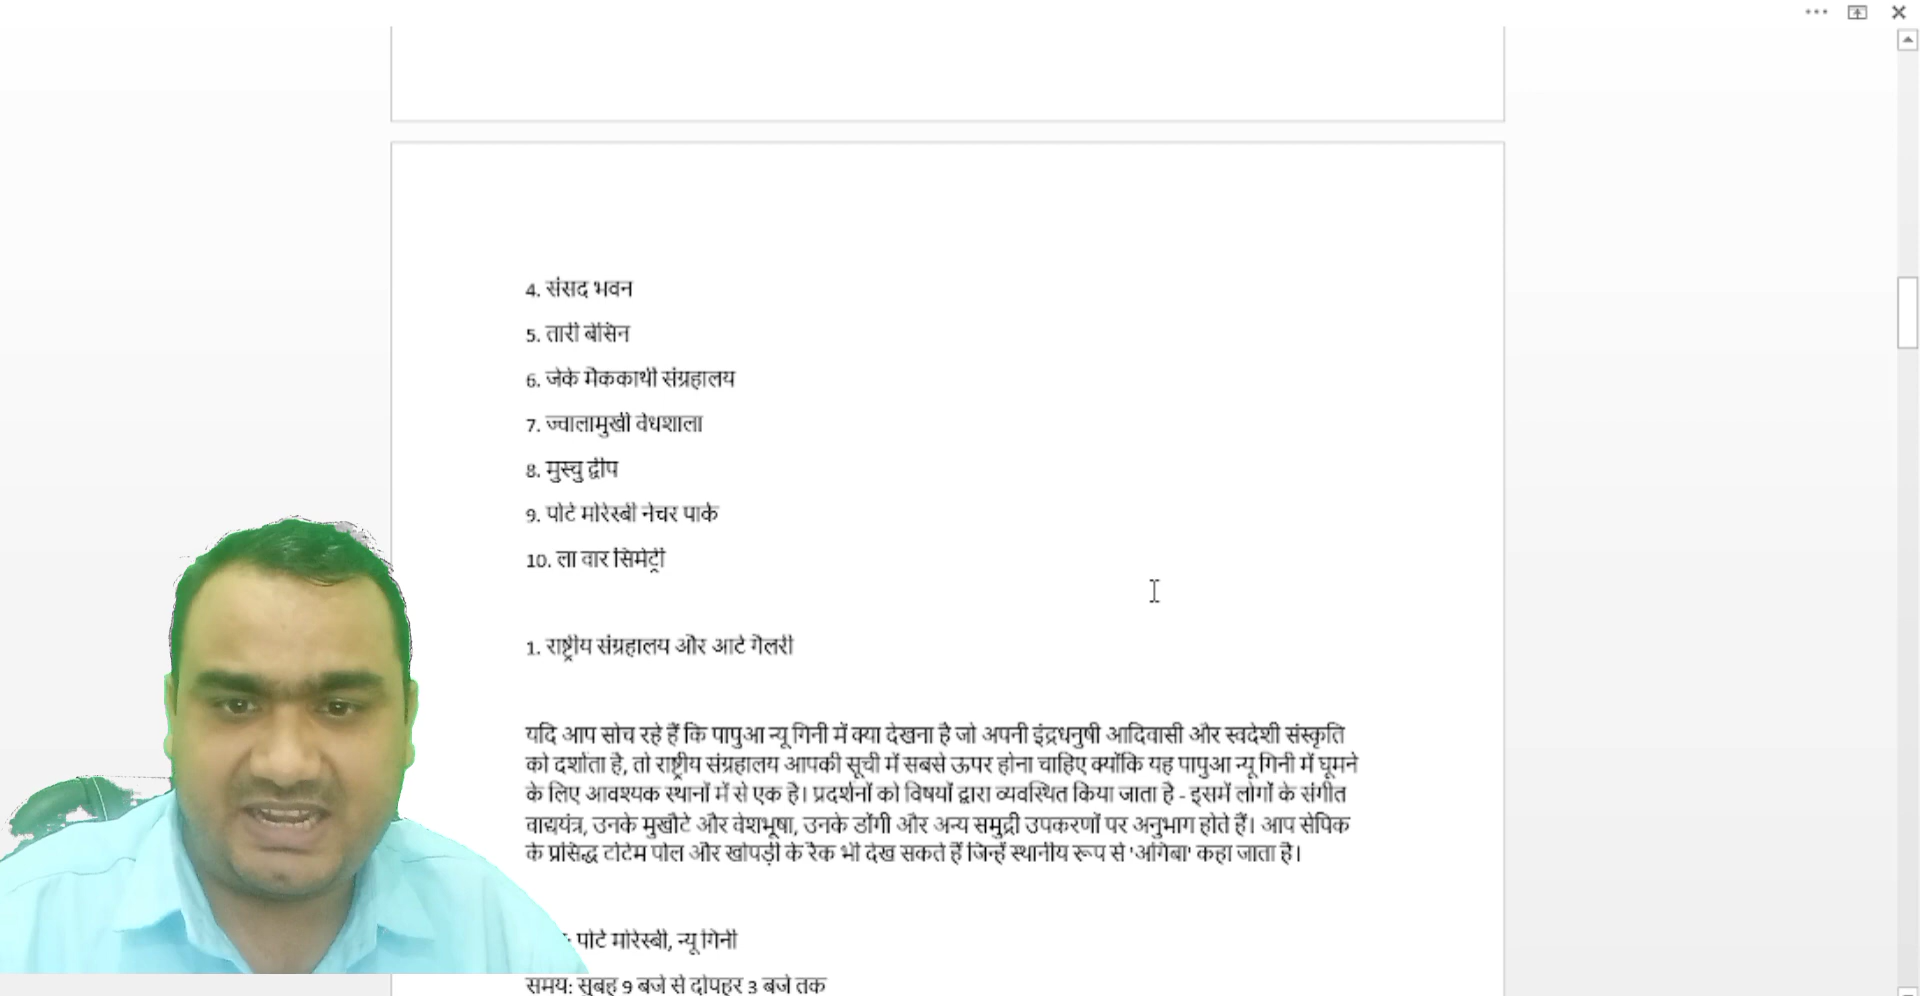 4. संसद भवन
5. तारी बेसिन
6. जेके मैककार्थी संग्रहालय
7. ज्वालामुखी वेधशाला
8. मुस्चु द्वीप
9. पोर्ट मोरेस्बी नेचर पार्क
10. ला वार सिमेट्री
1. राष्ट्रीय संग्रहालय और आर्ट गैलरी
यदि आप सोच रहे हैं कि पापुआ न्यू गिनी में क्या देखना है जो अपनी इंद्रधनुषी आदिवासी और स्वदेशी संस्कृति
को दर्शाता है, तो राष्ट्रीय संग्रहालय आपकी सूची में सबसे ऊपर होना चाहिए क्योंकि यह पापुआ न्यू गिनी में घूमने
के लिए आवश्यक स्थानों में से एक है। प्रदर्शनों को विषयों द्वारा व्यवस्थित किया जाता है - इसमें लोगों के संगीत
वाद्ययंत्र, उनके मुखौटे और वेशभूषा, उनके डोंगी और अन्य समुद्री उपकरणों पर अनुभाग होते हैं। आप सेपिक
के प्रसिद्ध टोटेम पोल और खोपड़ी के रैक भी देख सकते हैं जिन्हें स्थानीय रूप से 'अगिबा' कहा जाता है।
: पोर्ट मोरेस्बी, न्यू गिनी
समय: सुबह 9 बजे से दोपहर 3 बजे तक